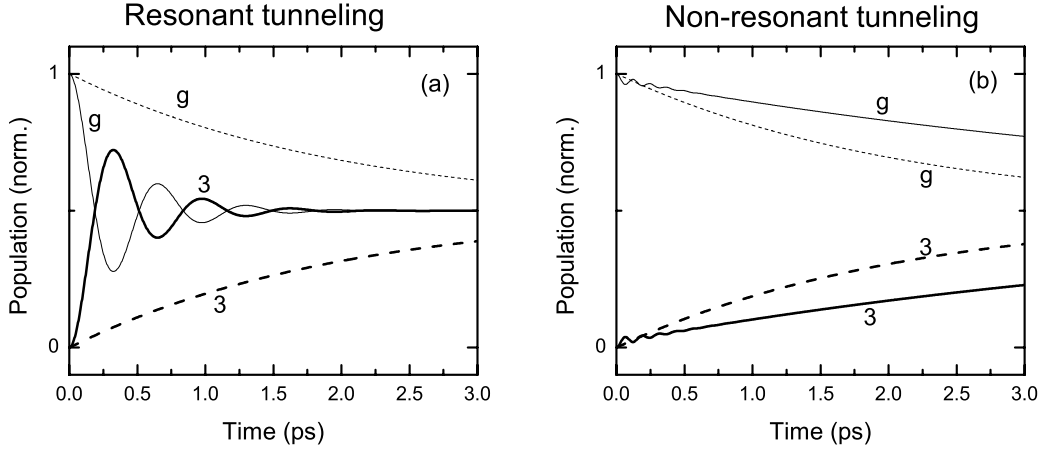 Resonant tunneling
Non-resonant tunneling
1
0
Population (norm.)
(a)
g
g
3
3
0.0 0.5 1.0 1.5 2.0 2.5 3.0
Time (ps)
1
0
Population (norm.)
(b)
g
g
3
3
0.0 0.5 1.0 1.5 2.0 2.5 3.0
Time (ps)